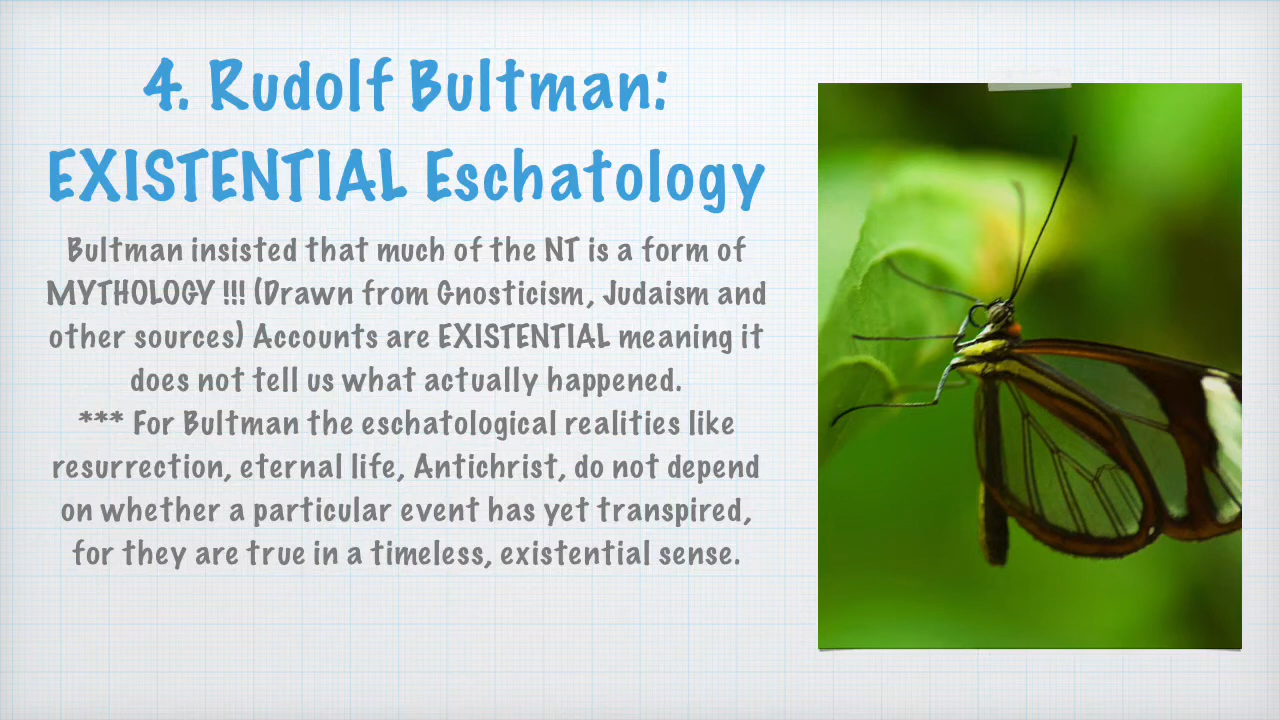 4. Rudolf Bultman:
EXISTENTIAL Eschatology
Bultman insisted that much of the NT is a form of
MYTHOLOGY !!! (Drawn from Gnosticism, Judaism and
other sources) Accounts are EXISTENTIAL meaning it
does not tell us what actually happened.
*** For Bultman the eschatological realities like
resurrection, eternal life, Antichrist, do not depend
on whether a particular event has yet transpired,
for they are true in a timeless, existential sense.